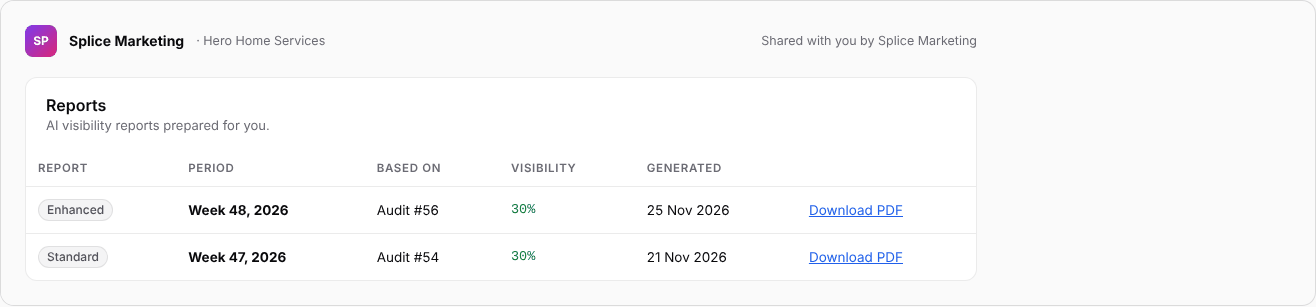 SP Splice Marketing · Hero Home Services Shared with you by Splice Marketing
Reports
AI visibility reports prepared for you.
REPORT PERIOD BASED ON VISIBILITY GENERATED
Enhanced Week 48, 2026 Audit #56 30% 25 Nov 2026 Download PDF
Standard Week 47, 2026 Audit #54 30% 21 Nov 2026 Download PDF